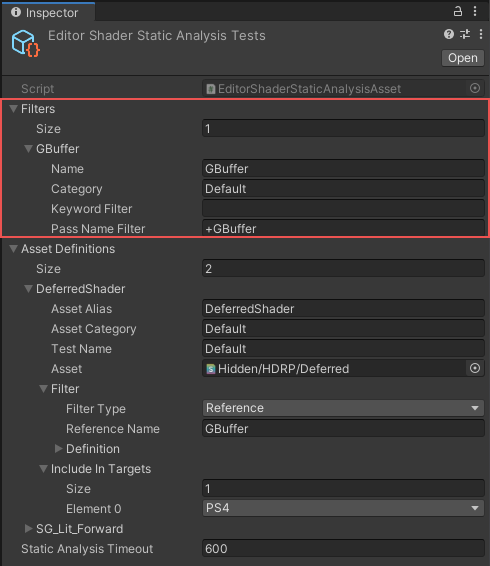 Inspector
Editor Shader Static Analysis Tests
Open
Script EditorShaderStaticAnalysisAsset
Filters
Size 1
GBuffer
Name GBuffer
Category Default
Keyword Filter
Pass Name Filter +GBuffer
Asset Definitions
Size 2
DeferredShader
Asset Alias DeferredShader
Asset Category Default
Test Name Default
Asset Hidden/HDRP/Deferred
Filter
Filter Type Reference
Reference Name GBuffer
Definition
Include In Targets
Size 1
Element 0 PS4
SG_Lit_Forward
Static Analysis Timeout 600